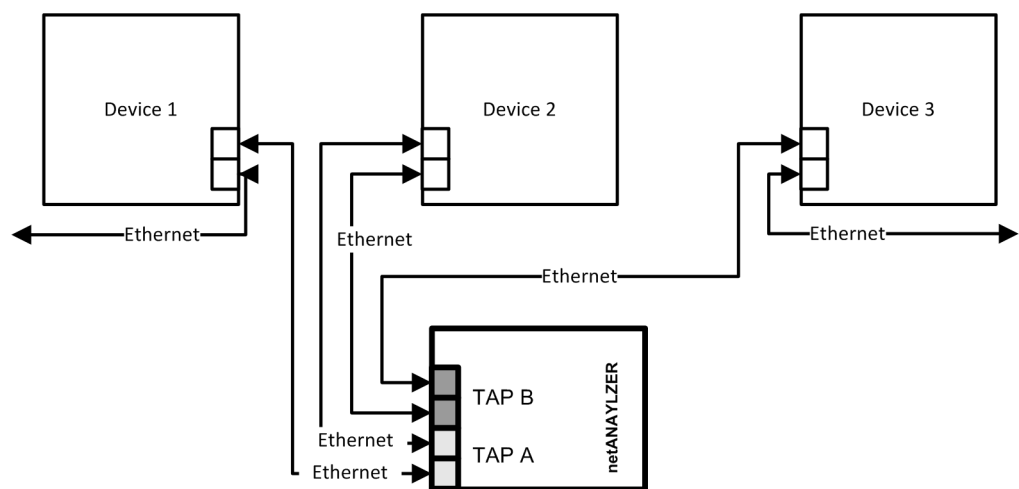 Device 1
Device 2
Device 3
Ethernet
Ethernet
Ethernet
Ethernet
TAP B
netANAYLZER
Ethernet
TAP A
Ethernet